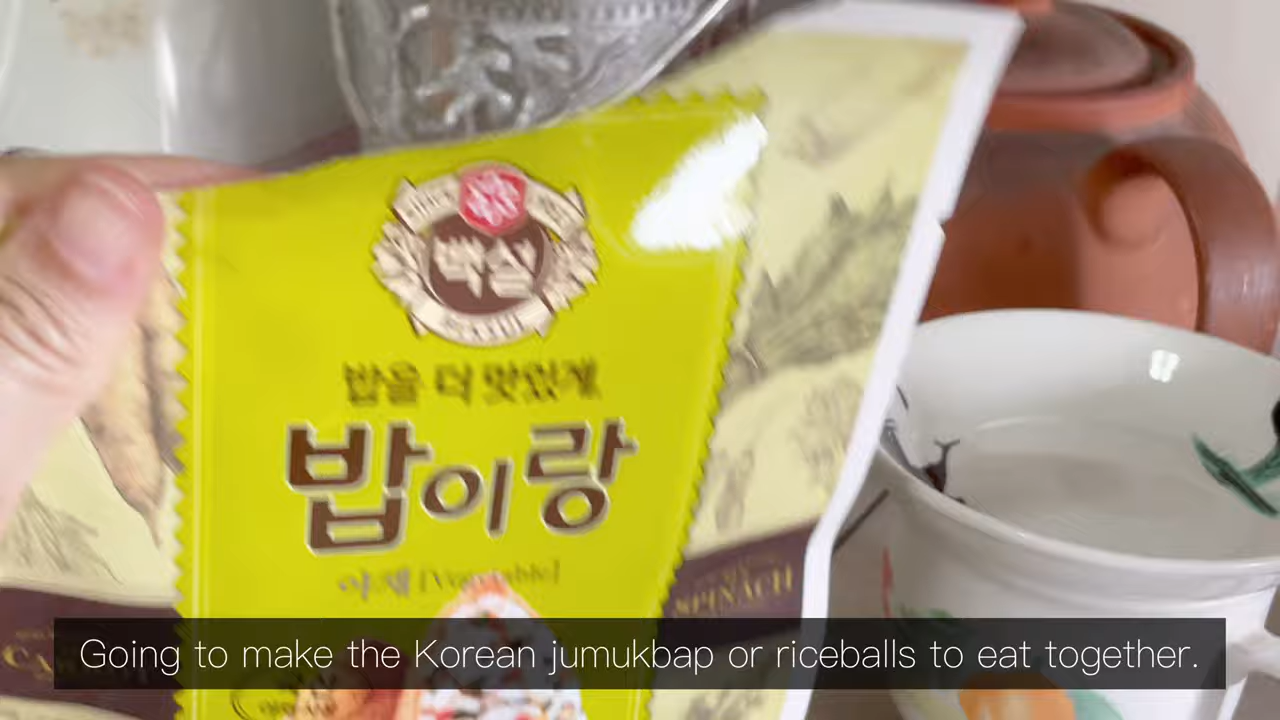 백설
밥을 더 맛있게
밥이랑
야채 [Vegetable]
SPINACH
Going to make the Korean jumukbap or riceballs to eat together.